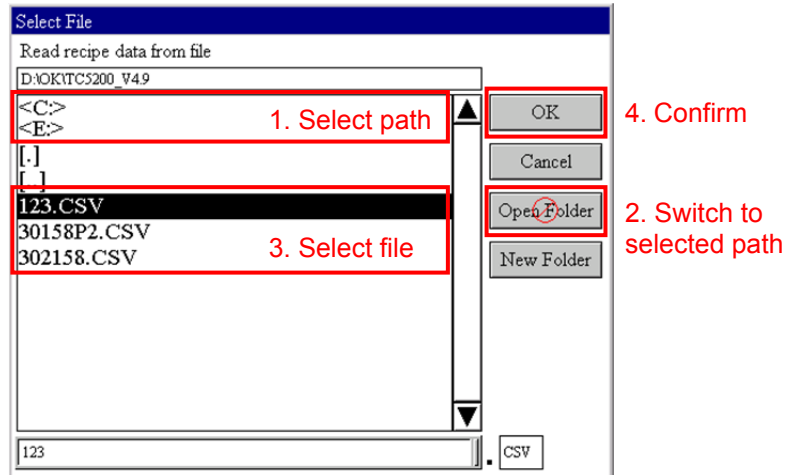 Select File
Read recipe data from file
D:\OK\TC5200_V4.9
<C:>
<E:>
1. Select path
OK
4. Confirm
[.]
[..]
Cancel
123.CSV
Open Folder
2. Switch to
selected path
30158P2.CSV
302158.CSV
3. Select file
New Folder
123
. CSV